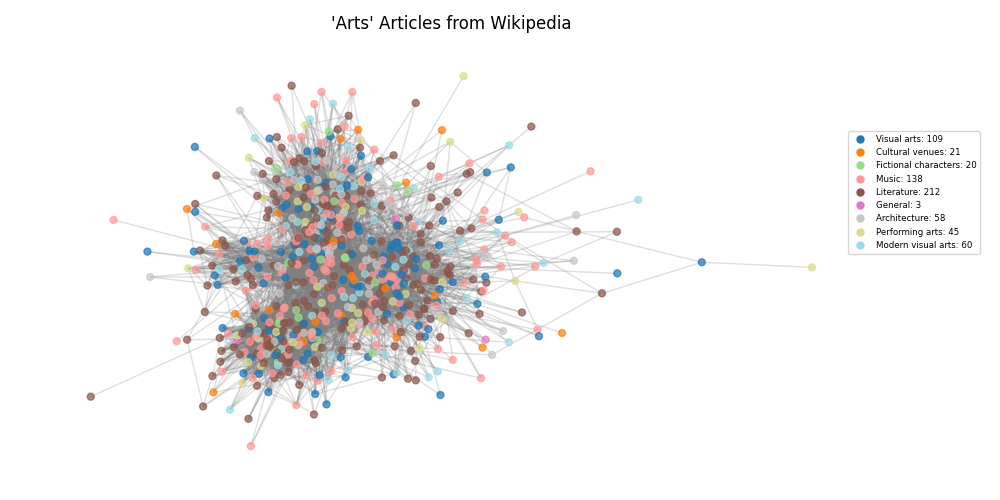 'Arts' Articles from Wikipedia
Visual arts: 109
Cultural venues: 21
Fictional characters: 20
Music: 138
Literature: 212
General: 3
Architecture: 58
Performing arts: 45
Modern visual arts: 60